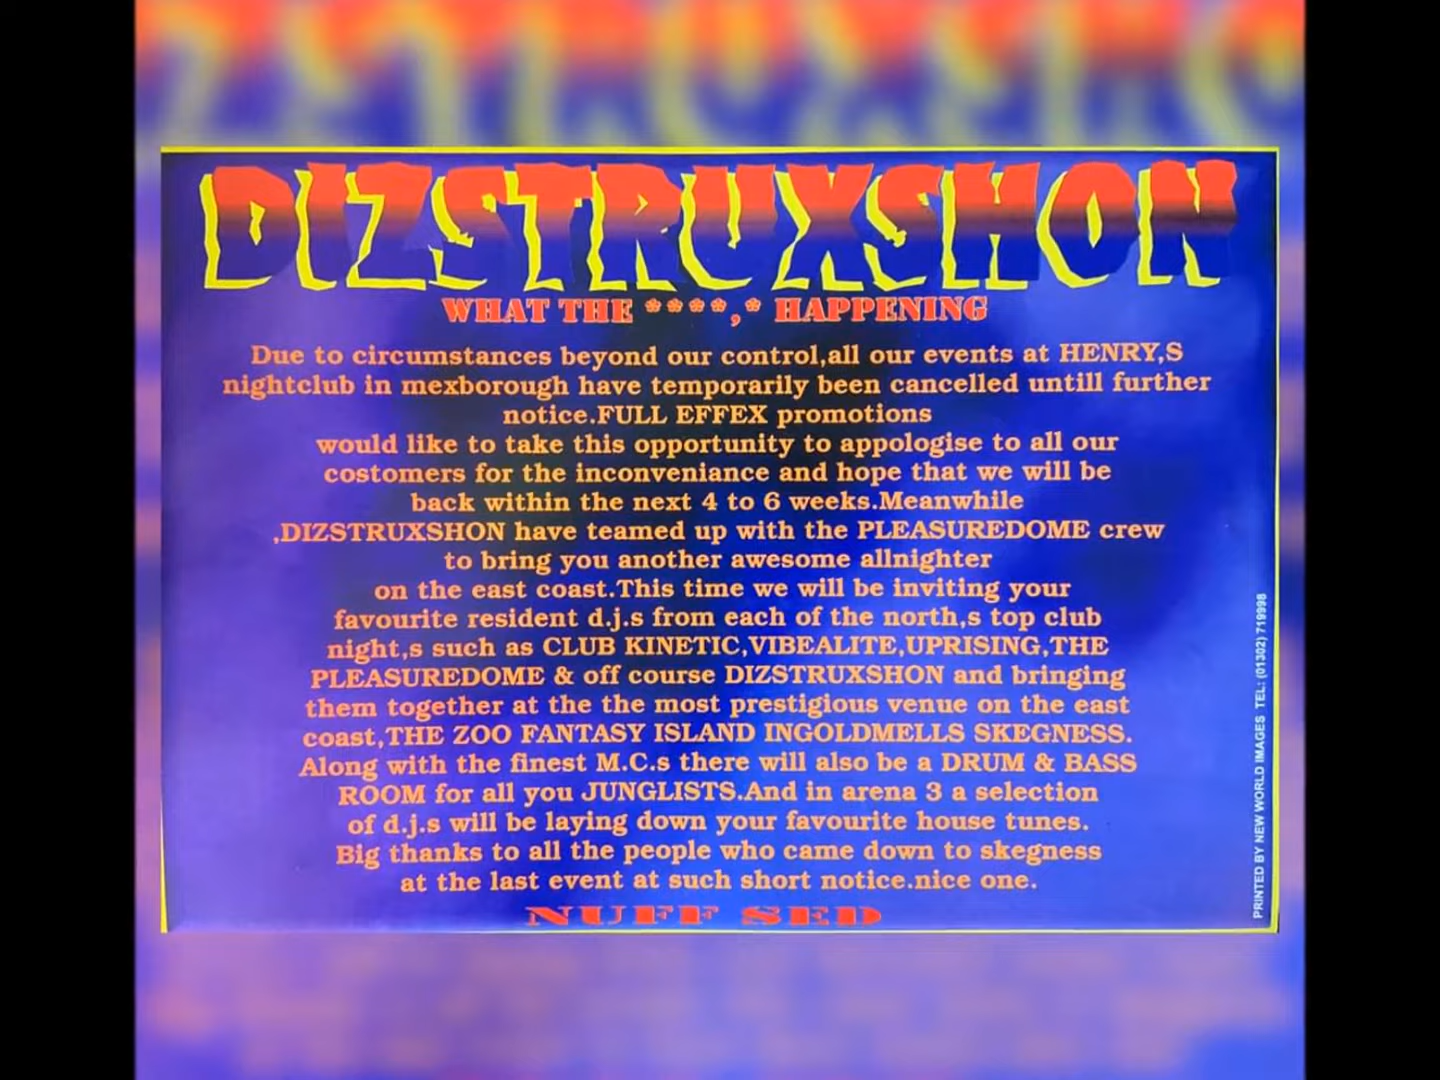 DIZSTRUXSHON
WHAT THE ****,* HAPPENING
Due to circumstances beyond our control,all our events at HENRY,S
nightclub in mexborough have temporarily been cancelled untill further
notice.FULL EFFEX promotions
would like to take this opportunity to appologise to all our
costomers for the inconveniance and hope that we will be
back within the next 4 to 6 weeks.Meanwhile
,DIZSTRUXSHON have teamed up with the PLEASUREDOME crew
to bring you another awesome allnighter
on the east coast.This time we will be inviting your
favourite resident d.j.s from each of the north,s top club
night,s such as CLUB KINETIC,VIBEALITE,UPRISING,THE
PLEASUREDOME & off course DIZSTRUXSHON and bringing
them together at the the most prestigious venue on the east
coast,THE ZOO FANTASY ISLAND INGOLDMELLS SKEGNESS.
Along with the finest M.C.s there will also be a DRUM & BASS
ROOM for all you JUNGLISTS.And in arena 3 a selection
of d.j.s will be laying down your favourite house tunes.
Big thanks to all the people who came down to skegness
at the last event at such short notice.nice one.
NUFF SED
PRINTED BY NEW WORLD IMAGES TEL: (01302) 719998